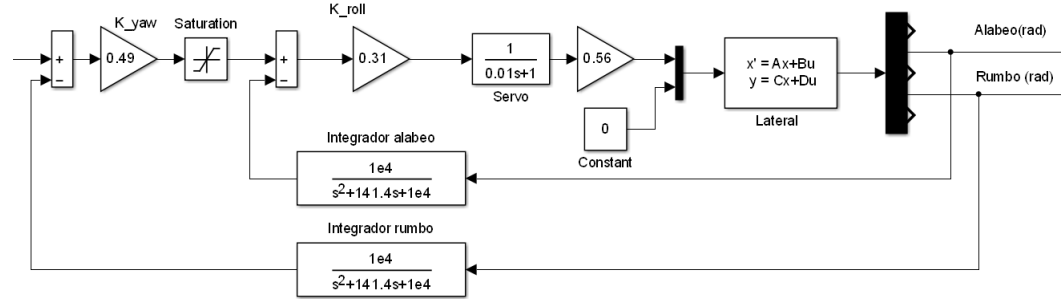 K_yaw
Saturation
K_roll
+
−
0.49
+
−
0.31
1
0.01s+1
Servo
0.56
0
Constant
x' = Ax+Bu
y = Cx+Du
Lateral
Alabeo(rad)
Rumbo (rad)
Integrador alabeo
1e4
s²+141.4s+1e4
Integrador rumbo
1e4
s²+141.4s+1e4